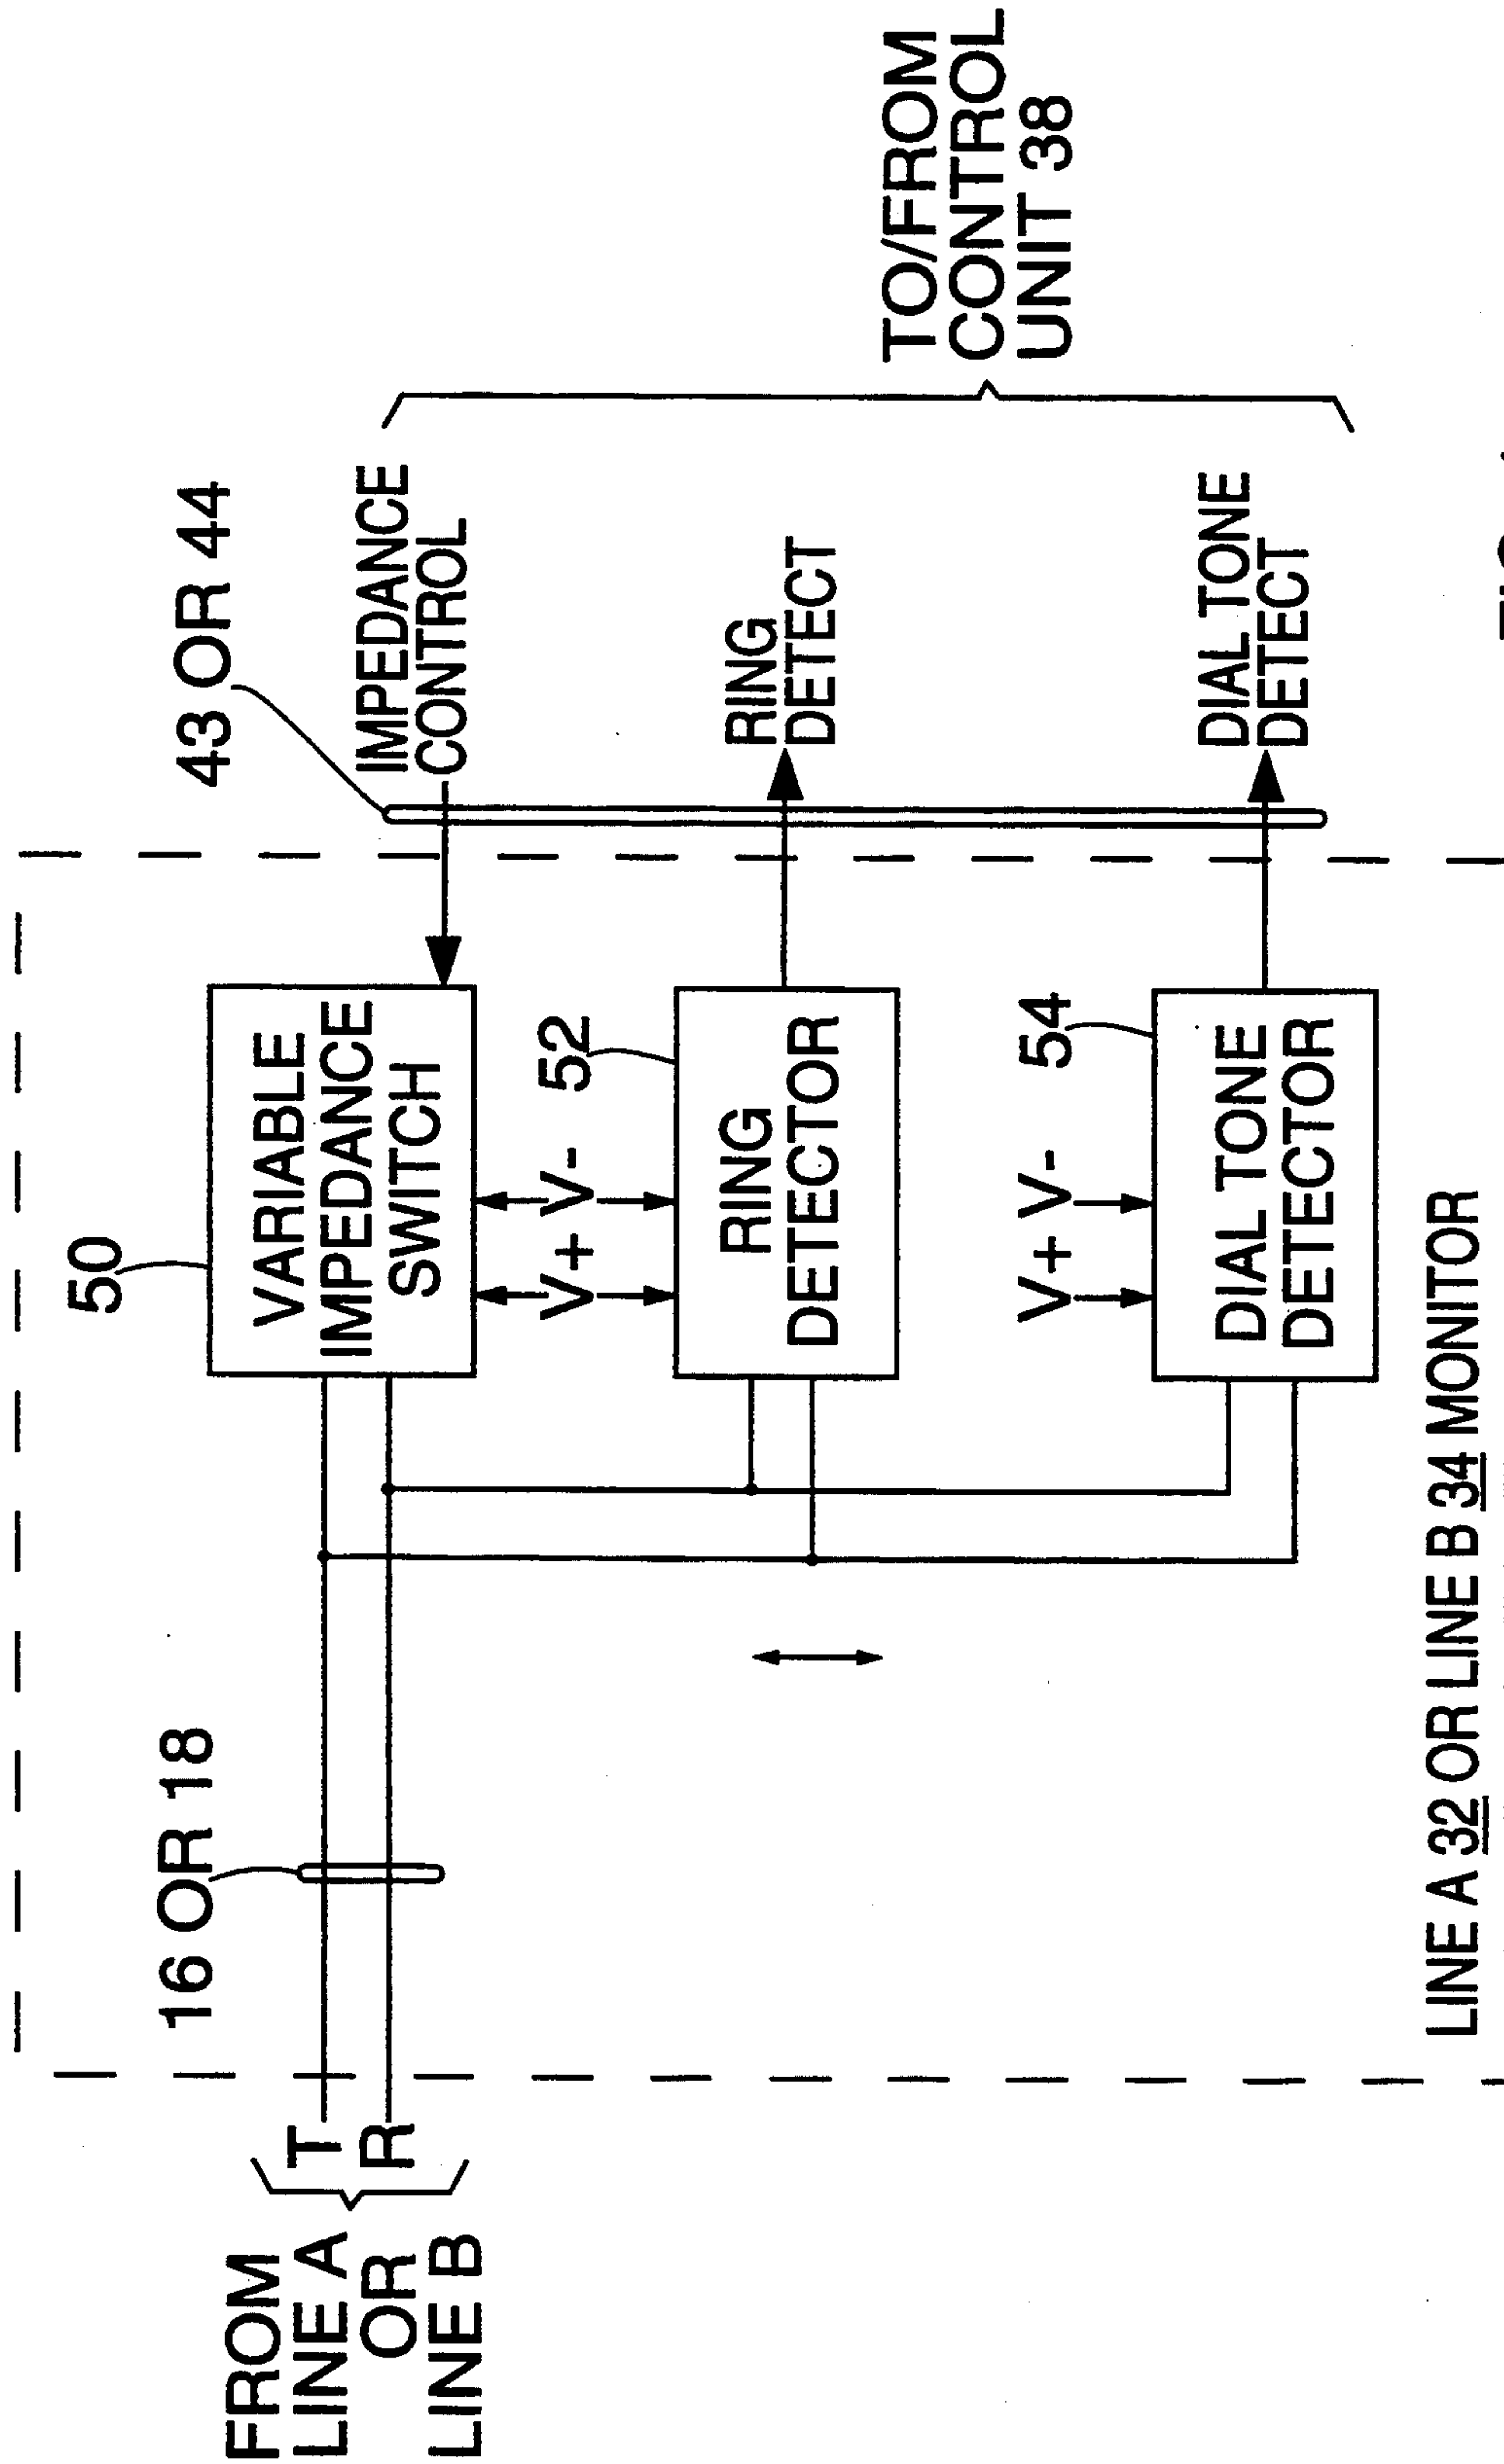 FROM
LINE A
OR
LINE B
T
R
16 OR 18
50
VARIABLE
IMPEDANCE
SWITCH
V+ V-
52
RING
DETECTOR
V+ V-
54
DIAL TONE
DETECTOR
43 OR 44
IMPEDANCE
CONTROL
RING
DETECT
DIAL TONE
DETECT
TO/FROM
CONTROL
UNIT 38
LINE A 32 OR LINE B 34 MONITOR